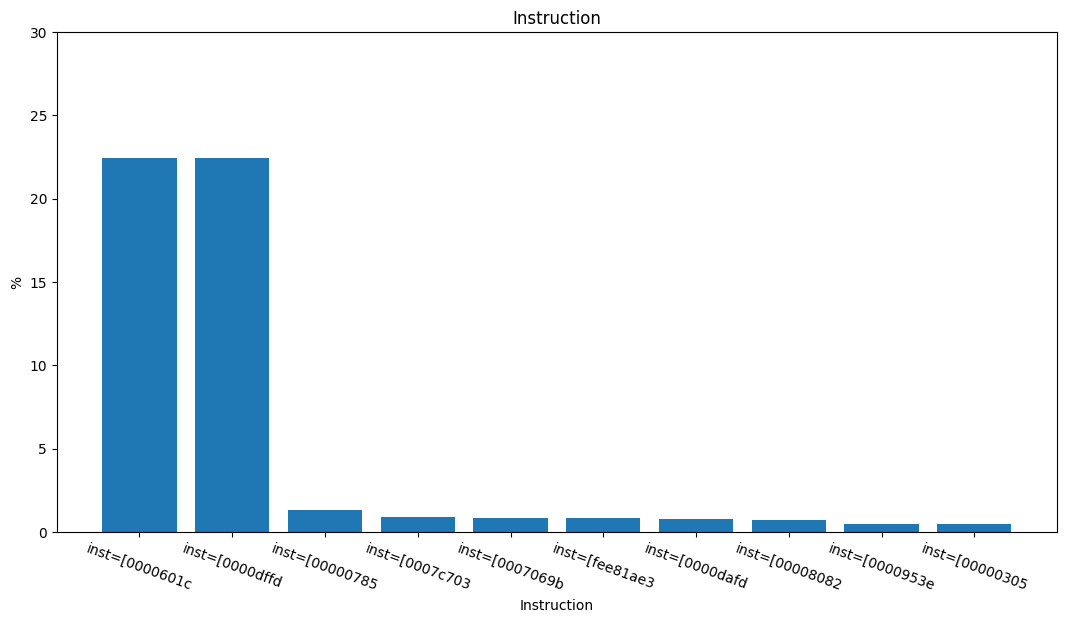 Instruction
30
25
20
15
10
5
0
%
inst=[0000601c
inst=[0000dffd
inst=[00000785
inst=[0007c703
inst=[0007069b
inst=[fee81ae3
inst=[0000dafd
inst=[00008082
inst=[0000953e
inst=[00000305
Instruction